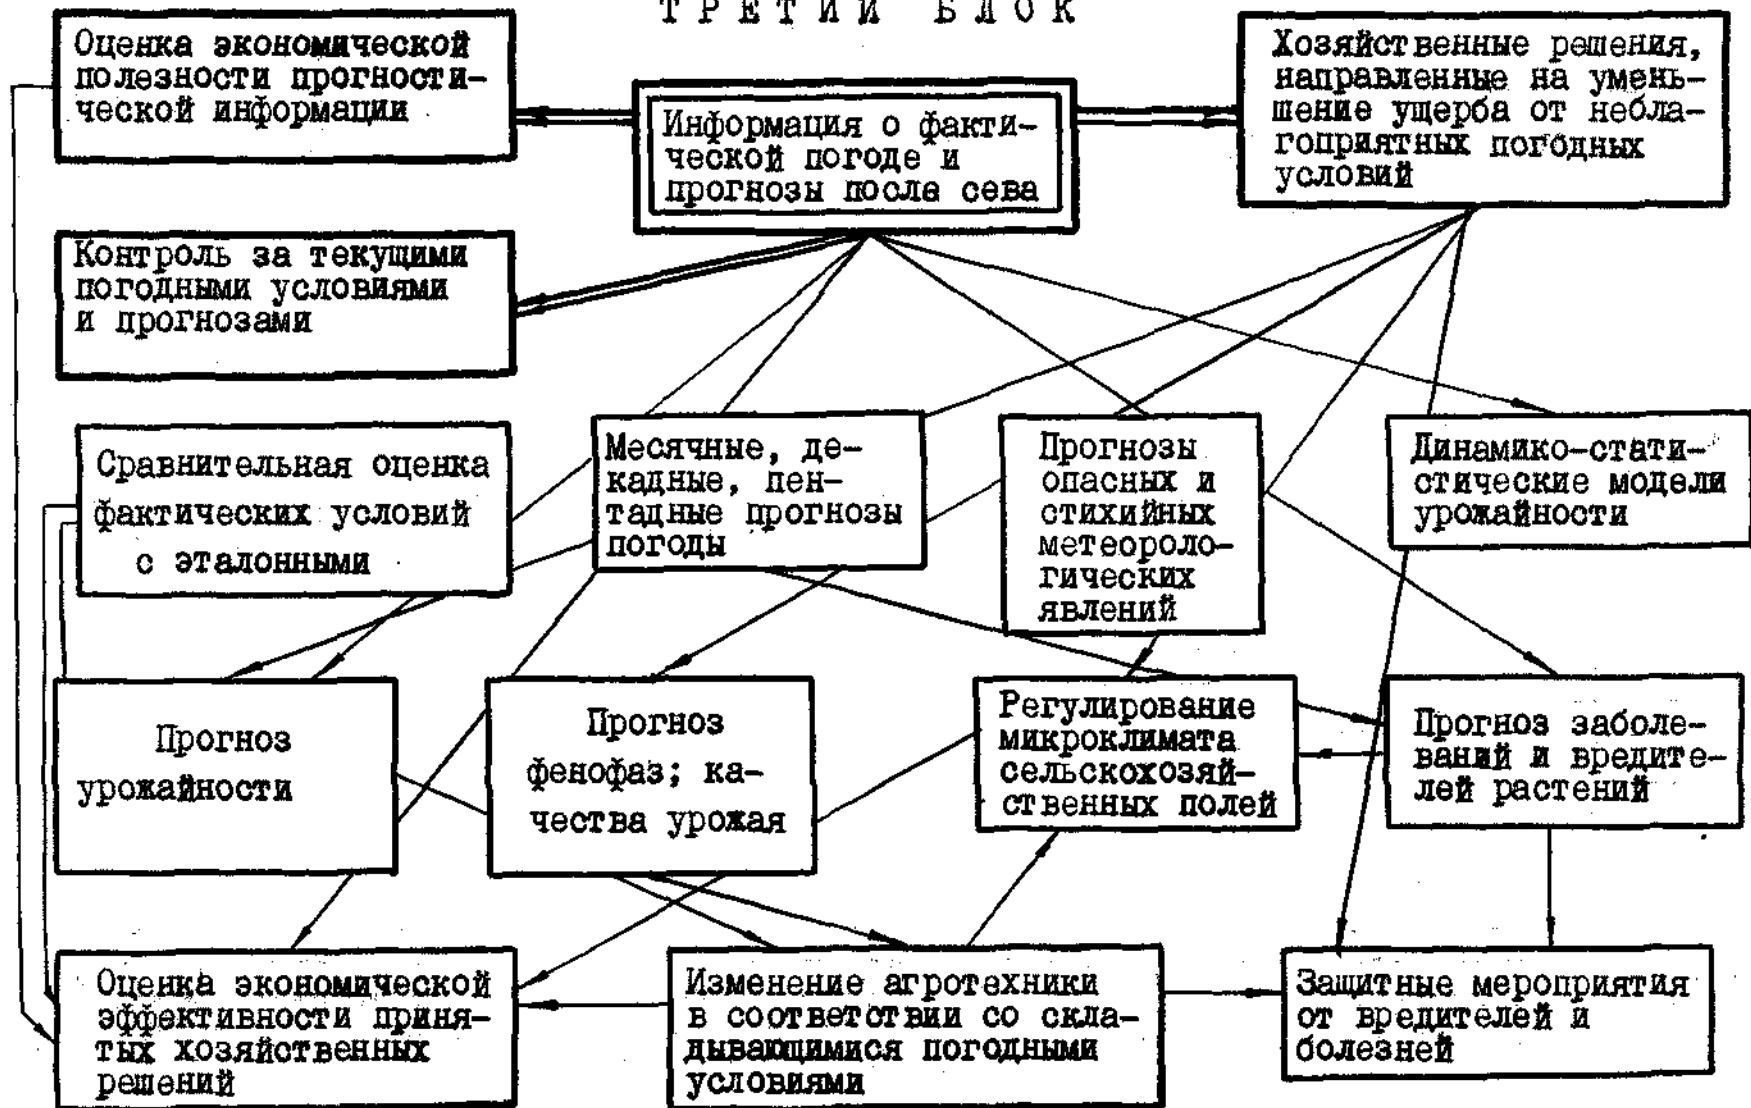 ТРЕТИЙ БЛОК
Оценка экономической
полезности прогности-
ческой информации
Информация о факти-
ческой погоде и
прогнозы после сева
Хозяйственные решения,
направленные на умень-
шение ущерба от небла-
гоприятных погодных
условий
Контроль за текущими
погодными условиями
и прогнозами
Сравнительная оценка
фактических условий
с эталонными
Месячные, де-
кадные, пен-
тадные прогнозы
погоды
Прогнозы
опасных и
стихийных
метеороло-
гических
явлений
Динамико-стати-
стические модели
урожайности
Прогноз
урожайности
Прогноз
фенофаз; ка-
чества урожая
Регулирование
микроклимата
сельскохозяй-
ственных полей
Прогноз заболе-
ваний и вредите-
лей растений
Оценка экономической
эффективности приня-
тых хозяйственных
решений
Изменение агротехники
в соответствии со скла-
дывающимися погодными
условиями
Защитные мероприятия
от вредителей и
болезней